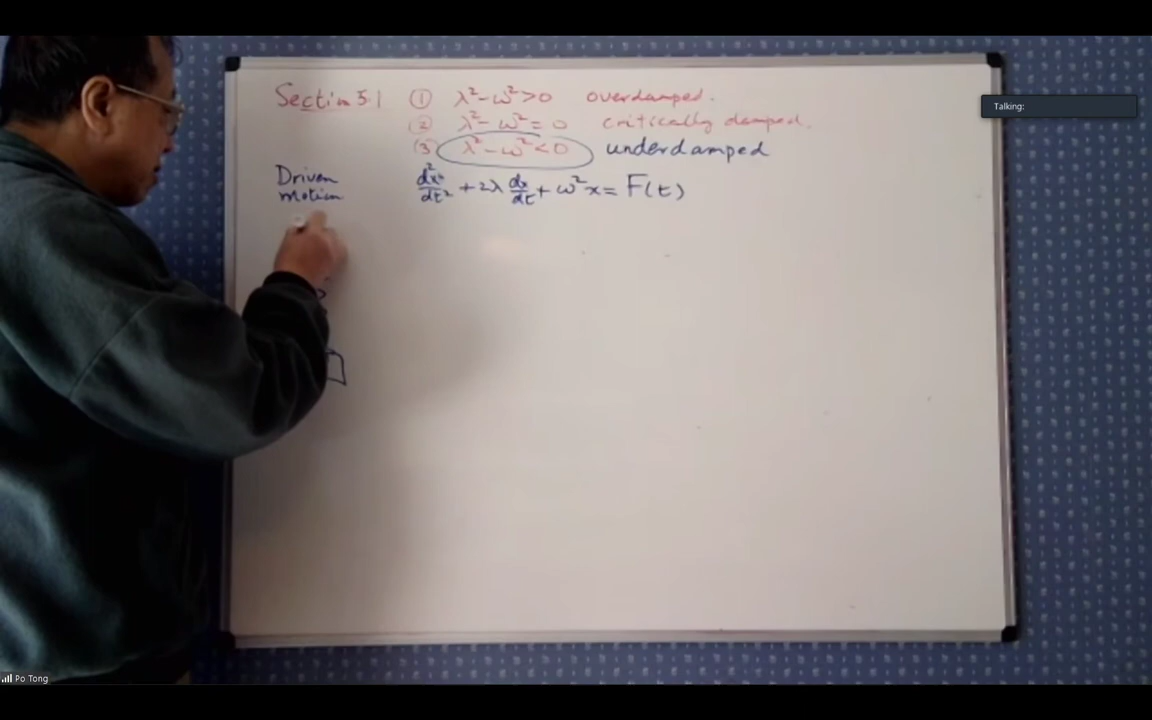 Section 5.1 ① λ²-ω²>0 overdamped.
② λ²-ω²=0 critically damped.
③ λ²-ω²<0 underdamped
Driven motion
d²x/dt² + 2λ dx/dt + ω²x = F(t)
Talking:
Po Tong